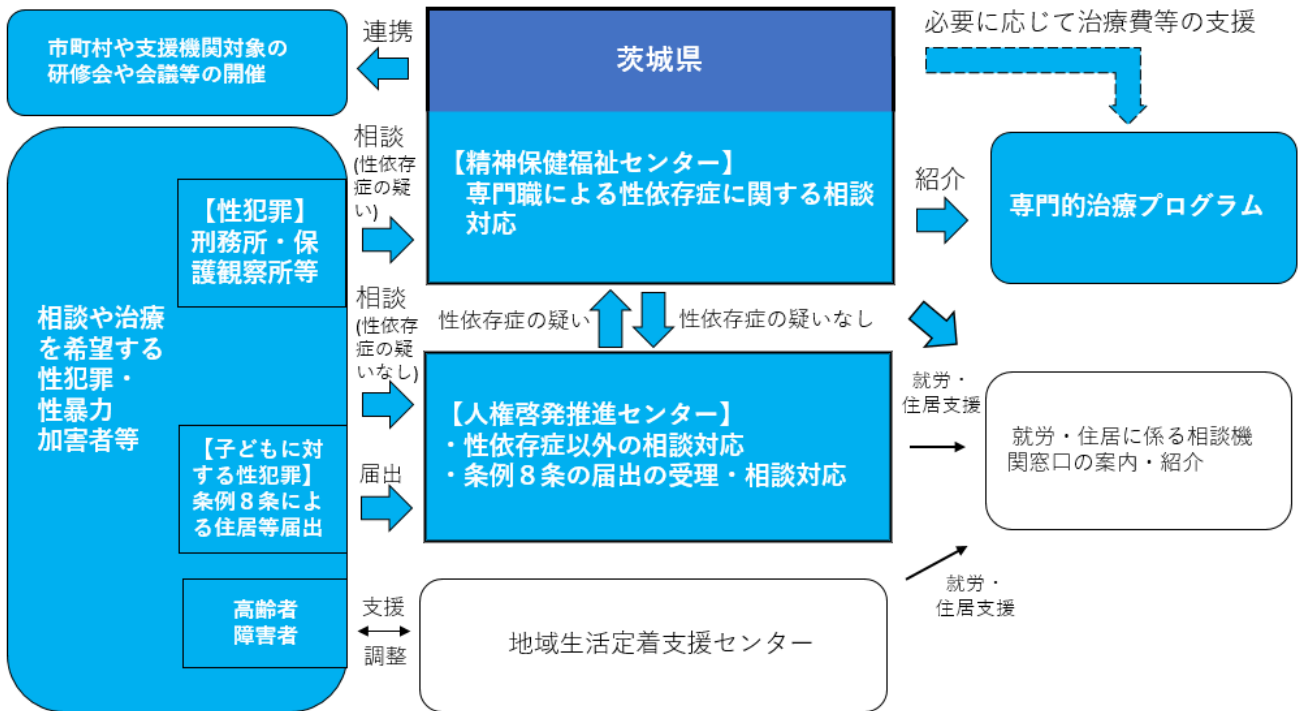 市町村や支援機関対象の
研修会や会議等の開催
連携
茨城県
必要に応じて治療費等の支援
相談や治療
を希望する
性犯罪・
性暴力
加害者等
【性犯罪】
刑務所・保
護観察所等
相談
(性依存
症の疑
い)
【精神保健福祉センター】
専門職による性依存症に関する相談
対応
紹介
専門的治療プログラム
相談
(性依存
症の疑
いなし)
性依存症の疑い
性依存症の疑いなし
【子どもに対
する性犯罪】
条例８条によ
る住居等届出
届出
【人権啓発推進センター】
・性依存症以外の相談対応
・条例８条の届出の受理・相談対応
就労・
住居支援
就労・住居に係る相談機
関窓口の案内・紹介
高齢者
障害者
支援
調整
地域生活定着支援センター
就労・
住居支援